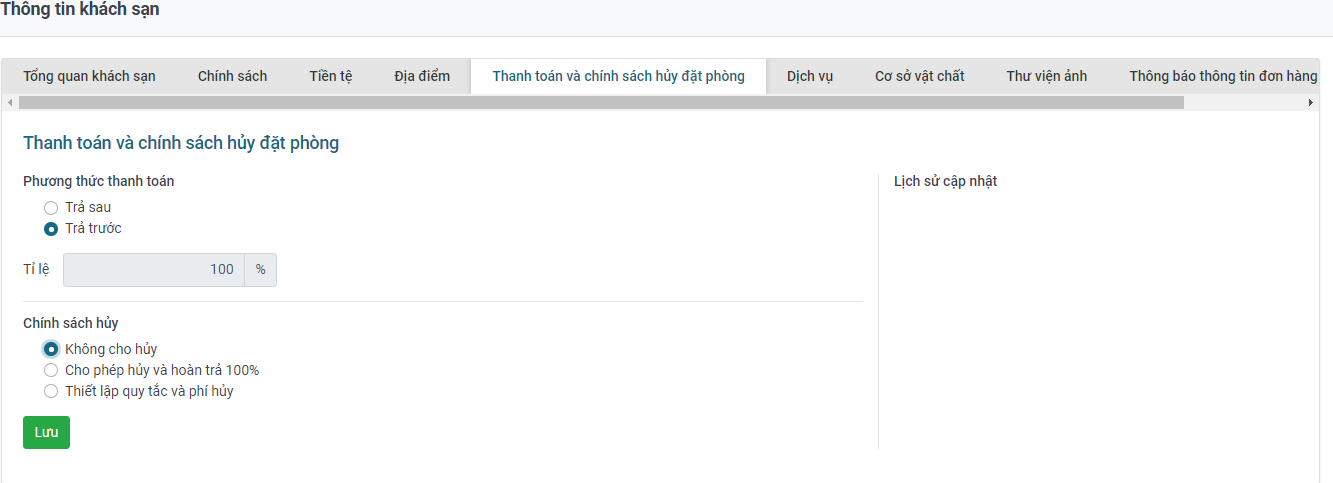 Thông tin khách sạn
Tổng quan khách sạn Chính sách Tiền tệ Địa điểm Thanh toán và chính sách hủy đặt phòng Dịch vụ Cơ sở vật chất Thư viện ảnh Thông báo thông tin đơn hàng
Thanh toán và chính sách hủy đặt phòng
Phương thức thanh toán
Trả sau
Trả trước
Tỉ lệ 100 %
Chính sách hủy
Không cho hủy
Cho phép hủy và hoàn trả 100%
Thiết lập quy tắc và phí hủy
Lưu
Lịch sử cập nhật